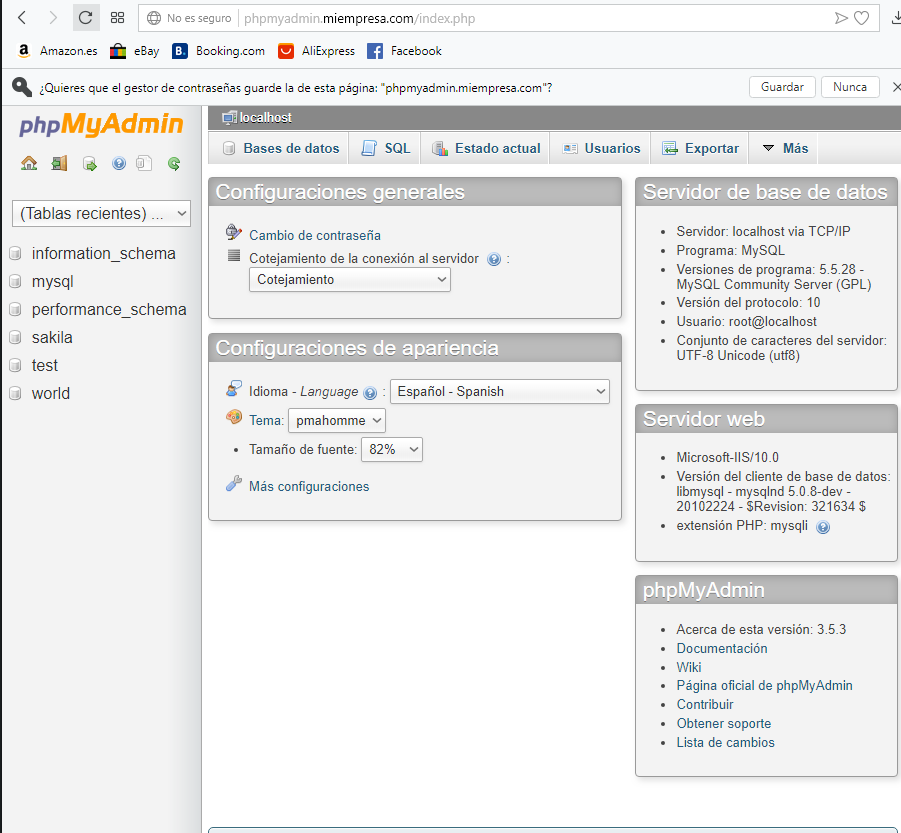 No es seguro
phpmyadmin.miempresa.com/index.php
Amazon.es
eBay
Booking.com
AliExpress
Facebook
¿Quieres que el gestor de contraseñas guarde la de esta página: "phpmyadmin.miempresa.com"?
Guardar
Nunca
phpMyAdmin
(Tablas recientes) ...
information_schema
mysql
performance_schema
sakila
test
world
localhost
Bases de datos
SQL
Estado actual
Usuarios
Exportar
Más
Configuraciones generales
Cambio de contraseña
Cotejamiento de la conexión al servidor :
Cotejamiento
Configuraciones de apariencia
Idioma - Language : Español - Spanish
Tema: pmahomme
Tamaño de fuente: 82%
Más configuraciones
Servidor de base de datos
Servidor: localhost via TCP/IP
Programa: MySQL
Versiones de programa: 5.5.28 -
MySQL Community Server (GPL)
Versión del protocolo: 10
Usuario: root@localhost
Conjunto de caracteres del servidor:
UTF-8 Unicode (utf8)
Servidor web
Microsoft-IIS/10.0
Versión del cliente de base de datos:
libmysql - mysqlnd 5.0.8-dev -
20102224 - $Revision: 321634 $
extensión PHP: mysqli
phpMyAdmin
Acerca de esta versión: 3.5.3
Documentación
Wiki
Página oficial de phpMyAdmin
Contribuir
Obtener soporte
Lista de cambios